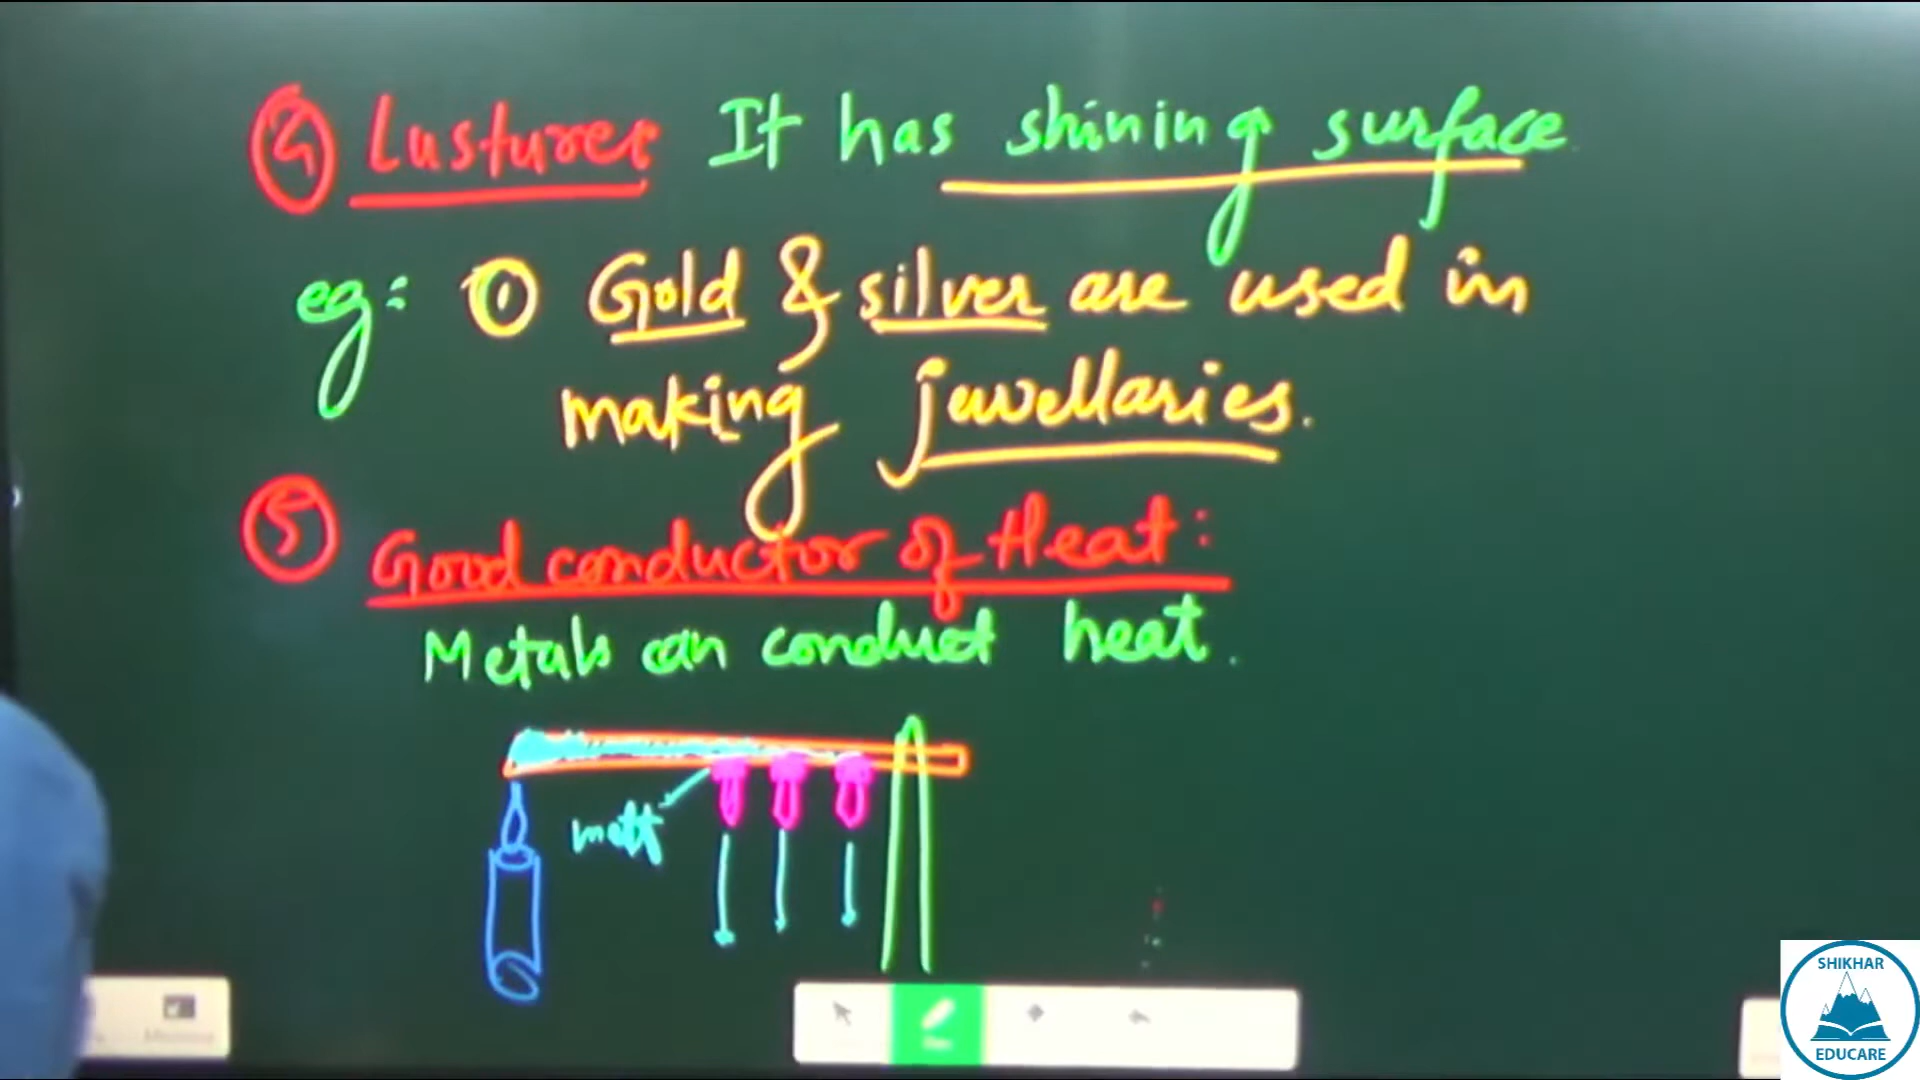 ④ Lusturer It has shining surface.
eg: ① Gold & silver are used in
making jewellaries.
⑤ Good conductor of Heat:
Metals can conduct heat.
melt
SHIKHAR
EDUCARE